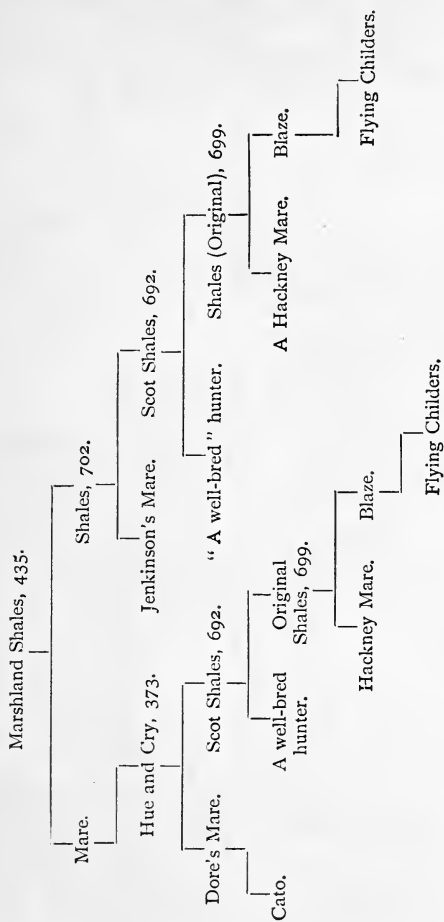 Marshland Shales, 435.
Mare.
Shales, 702.
Hue and Cry, 373.
Jenkinson's Mare.
Scot Shales, 692.
Dore's Mare.
Scot Shales, 692.
"A well-bred" hunter.
Shales (Original), 699.
Cato.
A well-bred
hunter.
Original
Shales, 699.
A Hackney Mare.
Blaze.
Hackney Mare.
Blaze.
Flying Childers.
Flying Childers.